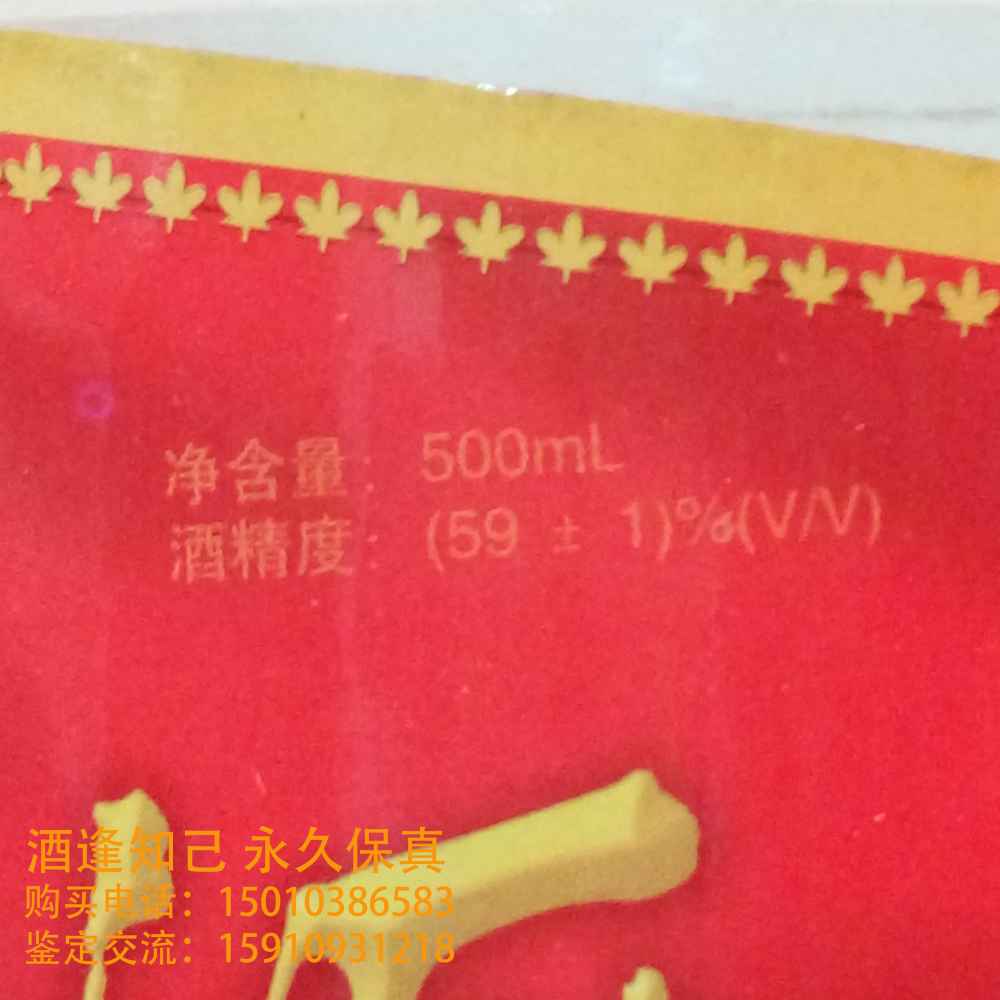 净含量： 500mL
酒精度： (59 ± 1)%(V/V)
酒逢知己 永久保真
购买电话：15010386583
鉴定交流：15910931218